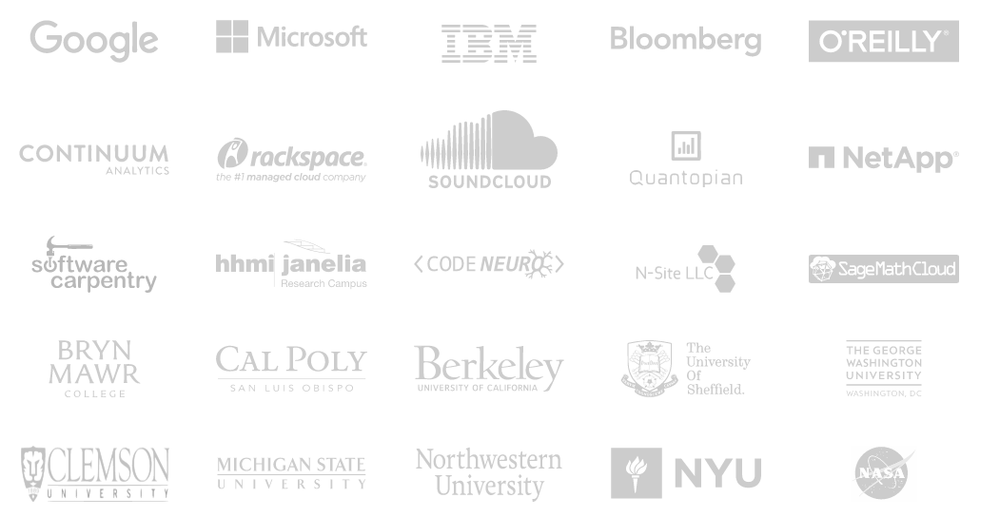 Google
Microsoft
IBM
Bloomberg
O'REILLY®
CONTINUUM
ANALYTICS
rackspace®
the #1 managed cloud company
SOUNDCLOUD
Quantopian
NetApp®
software
carpentry
hhmi janelia
Research Campus
<CODE NEURO>
N-Site LLC
SageMathCloud
BRYN
MAWR
COLLEGE
CAL POLY
SAN LUIS OBISPO
Berkeley
UNIVERSITY OF CALIFORNIA
The
University
Of
Sheffield.
THE GEORGE
WASHINGTON
UNIVERSITY
WASHINGTON, DC
CLEMSON
UNIVERSITY
MICHIGAN STATE
UNIVERSITY
Northwestern
University
NYU
NASA